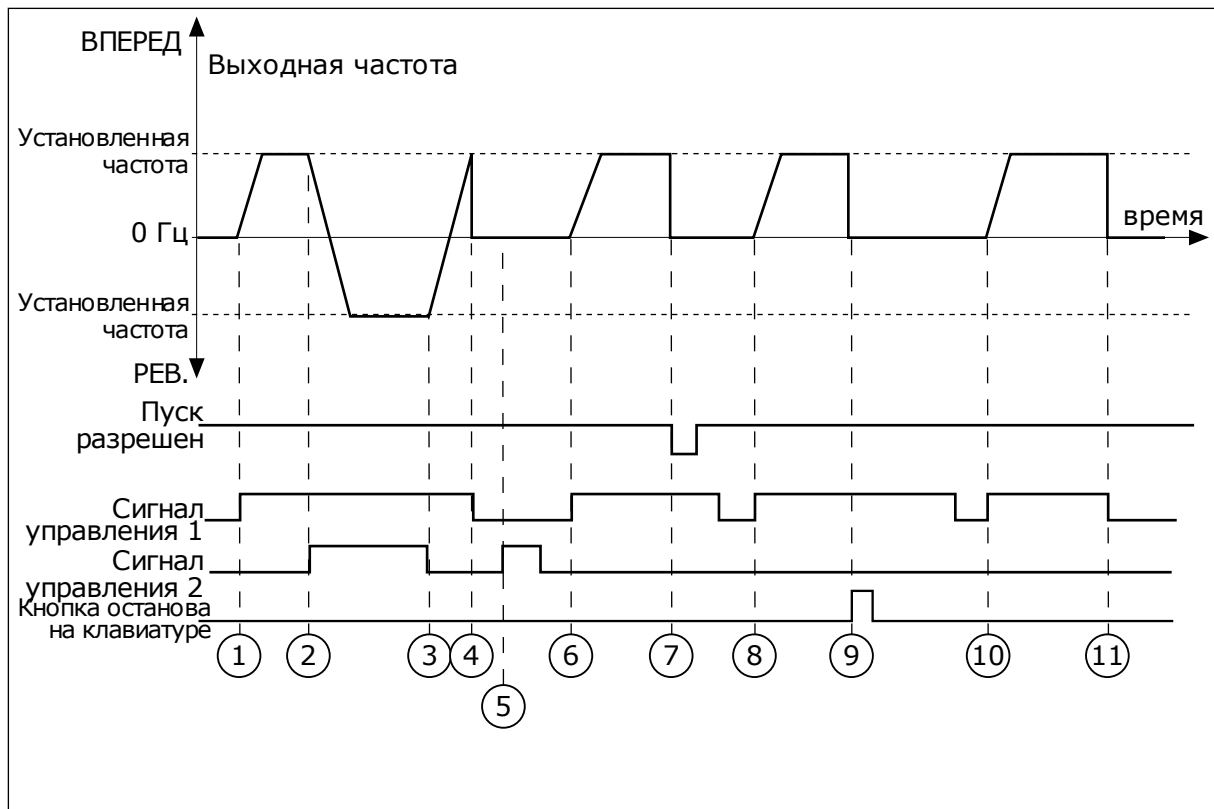 ВПЕРЕД
Выходная частота
Установленная
частота
0 Гц
время
Установленная
частота
РЕВ.
Пуск
разрешен
Сигнал
управления 1
Сигнал
управления 2
Кнопка останова
на клавиатуре
1 2 3 4 6 7 8 9 10 11
5